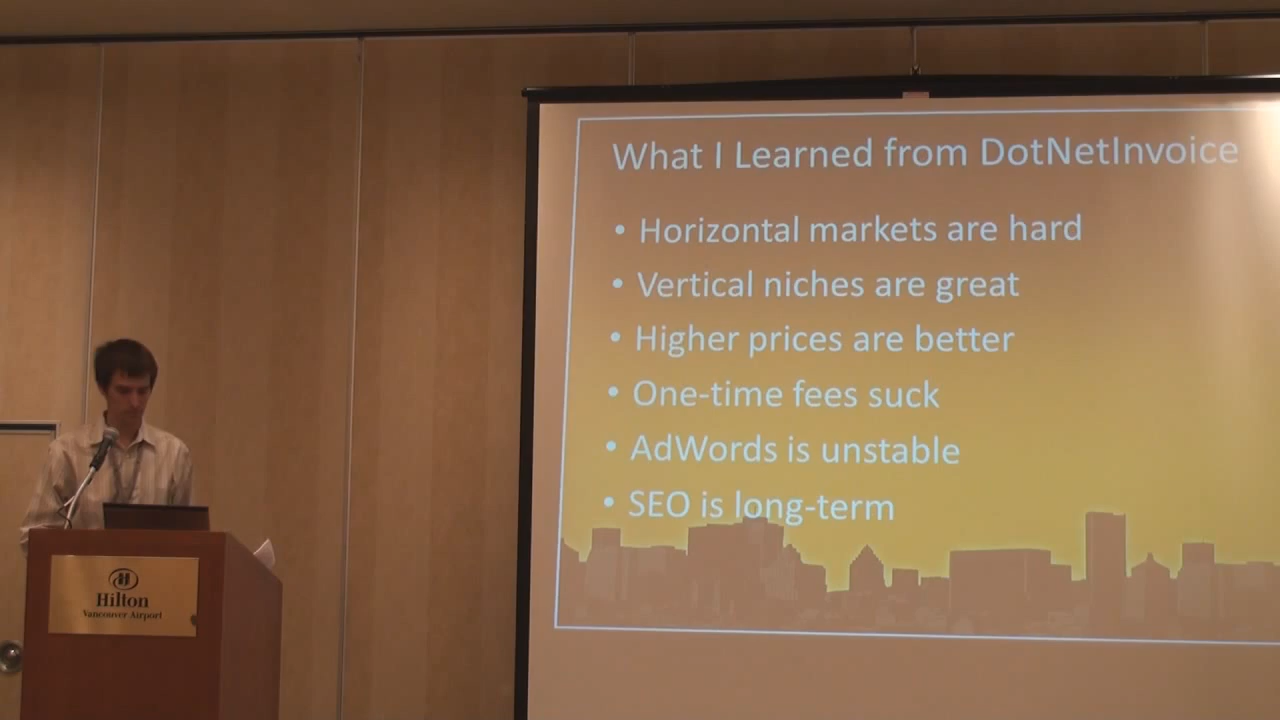 What I Learned from DotNetInvoice
• Horizontal markets are hard
• Vertical niches are great
• Higher prices are better
• One-time fees suck
• AdWords is unstable
• SEO is long-term
Hilton
Vancouver Airport